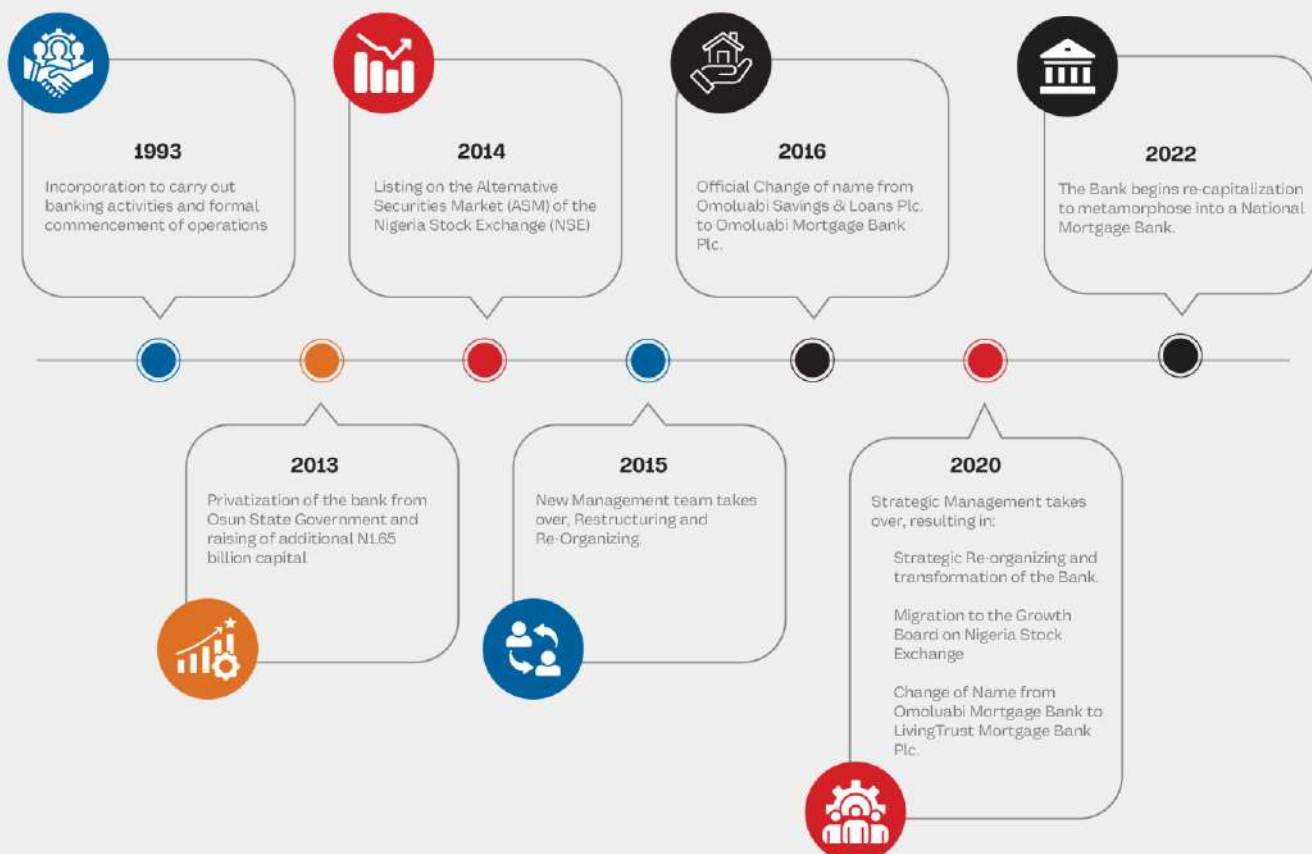 1993
Incorporation to carry out
banking activities and formal
commencement of operations
2013
Privatization of the bank from
Osun State Government and
raising of additional N1.65
billion capital
2014
Listing on the Alternative
Securities Market (ASM) of the
Nigeria Stock Exchange (NSE)
2015
New Management team takes
over, Restructuring and
Re-Organizing.
2016
Official Change of name from
Omoluabi Savings & Loans Plc.
to Omoluabi Mortgage Bank
Plc.
2020
Strategic Management takes
over, resulting in:
Strategic Re-organizing and
transformation of the Bank.
Migration to the Growth
Board on Nigeria Stock
Exchange
Change of Name from
Omoluabi Mortgage Bank to
LivingTrust Mortgage Bank
Plc.
2022
The Bank begins re-capitalization
to metamorphose into a National
Mortgage Bank.